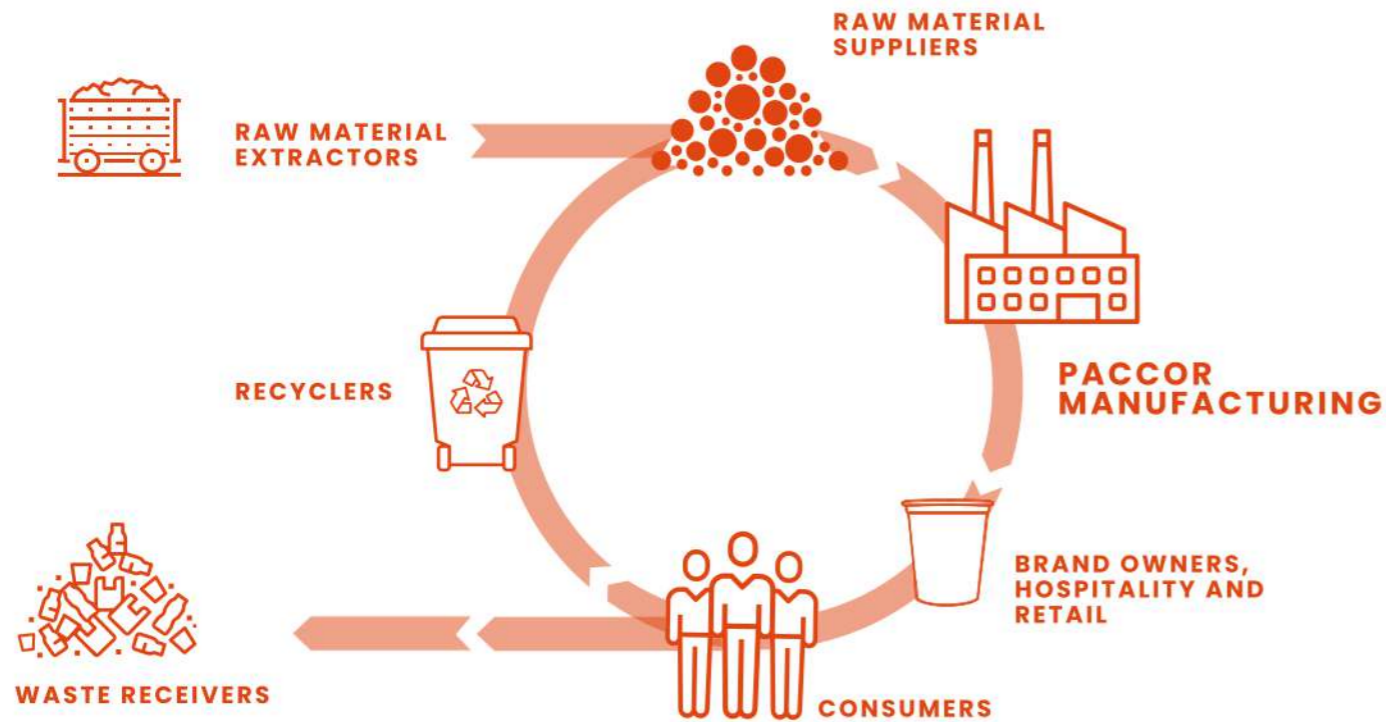 RAW MATERIAL
SUPPLIERS
RAW MATERIAL
EXTRACTORS
PACCOR
MANUFACTURING
RECYCLERS
BRAND OWNERS,
HOSPITALITY AND
RETAIL
WASTE RECEIVERS
CONSUMERS